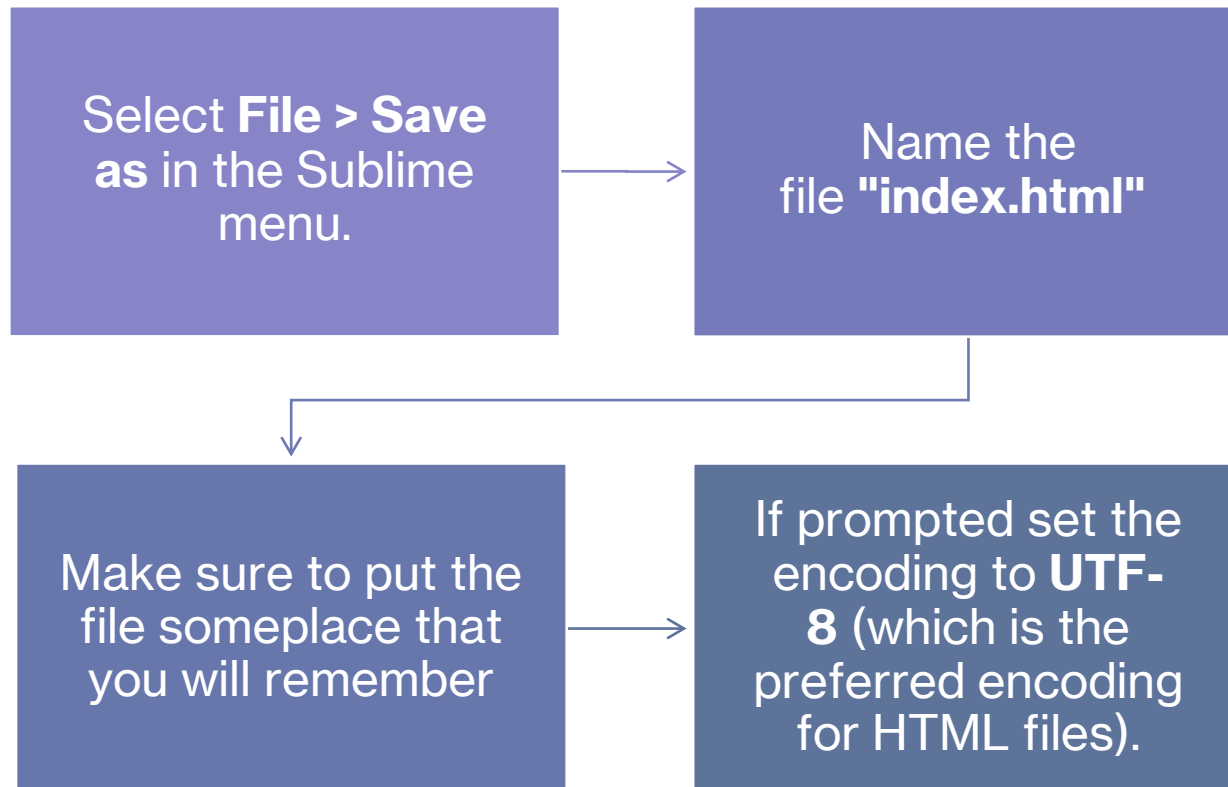 Select File > Save
as in the Sublime
menu.
Name the
file "index.html"
Make sure to put the
file someplace that
you will remember
If prompted set the
encoding to UTF-
8 (which is the
preferred encoding
for HTML files).